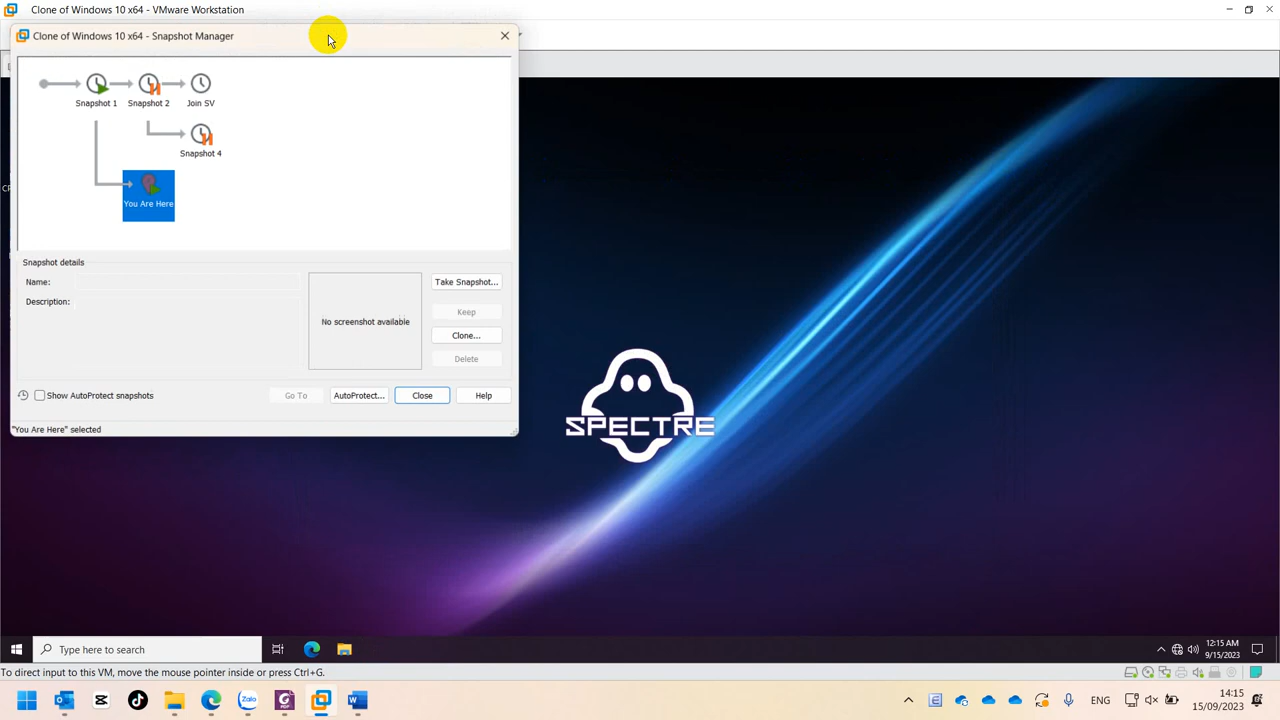 Clone of Windows 10 x64 - VMware Workstation
Clone of Windows 10 x64 - Snapshot Manager
Snapshot 1
Snapshot 2
Join SV
Snapshot 4
You Are Here
Snapshot details
Name:
Take Snapshot...
Description:
Keep
No screenshot available
Clone...
Delete
Show AutoProtect snapshots
Go To
AutoProtect...
Close
Help
"You Are Here" selected
SPECTRE
Type here to search
12:15 AM
9/15/2023
To direct input to this VM, move the mouse pointer inside or press Ctrl+G.
Zalo
ENG
14:15
15/09/2023